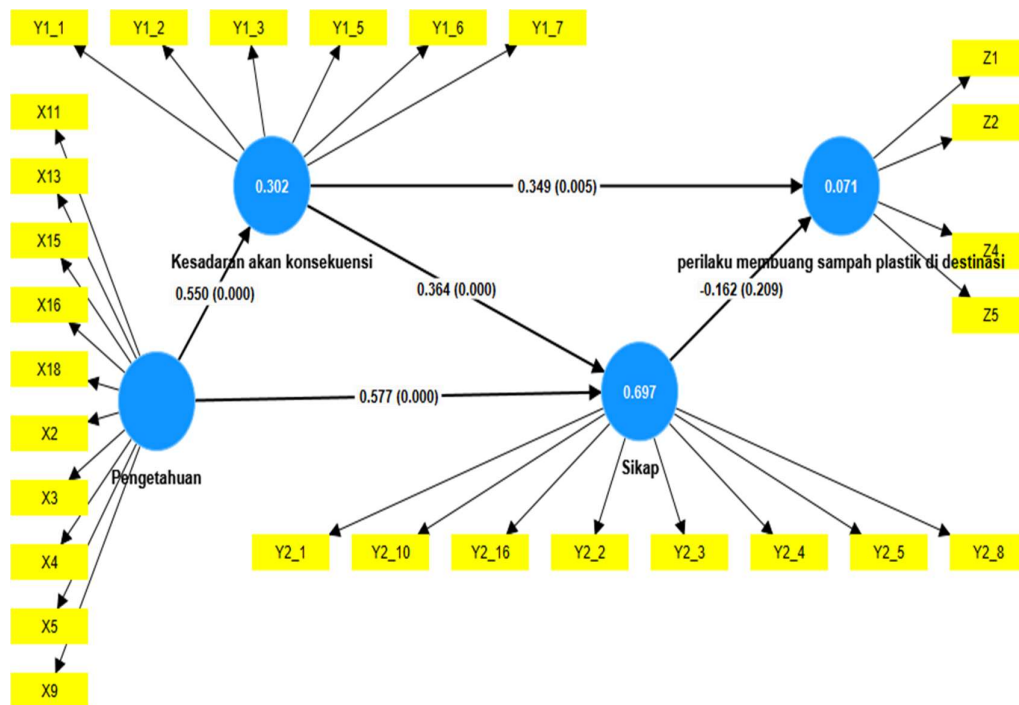 Y1_1
Y1_2
Y1_3
Y1_5
Y1_6
Y1_7
Z1
Z2
Z4
Z5
X11
X13
X15
X16
X18
X2
X3
X4
X5
X9
0.302
0.349 (0.005)
0.071
Kesadaran akan konsekuensi
perilaku membuang sampah plastik di destinasi
0.550 (0.000)
0.364 (0.000)
-0.162 (0.209)
0.577 (0.000)
0.697
Pengetahuan
Sikap
Y2_1
Y2_10
Y2_16
Y2_2
Y2_3
Y2_4
Y2_5
Y2_8